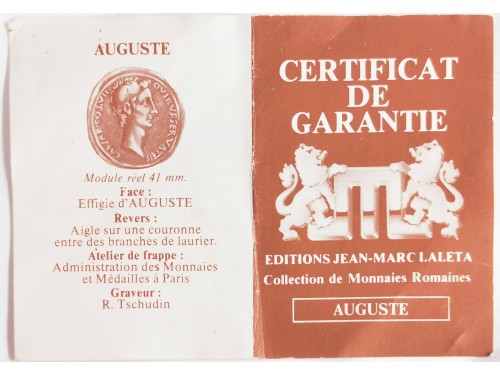 AUGUSTE
Module réel 41 mm.
Face :
Effigie d'AUGUSTE
Revers :
Aigle sur une couronne
entre des branches de laurier.
Atelier de frappe :
Administration des Monnaies
et Médailles à Paris
Graveur :
R. Tschudin
CERTIFICAT
DE
GARANTIE
EDITIONS JEAN-MARC LALETA
Collection de Monnaies Romaines
AUGUSTE